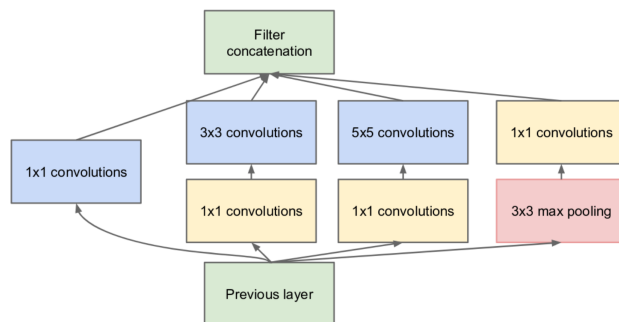 Filter
concatenation
3x3 convolutions
5x5 convolutions
1x1 convolutions
1x1 convolutions
1x1 convolutions
1x1 convolutions
3x3 max pooling
Previous layer